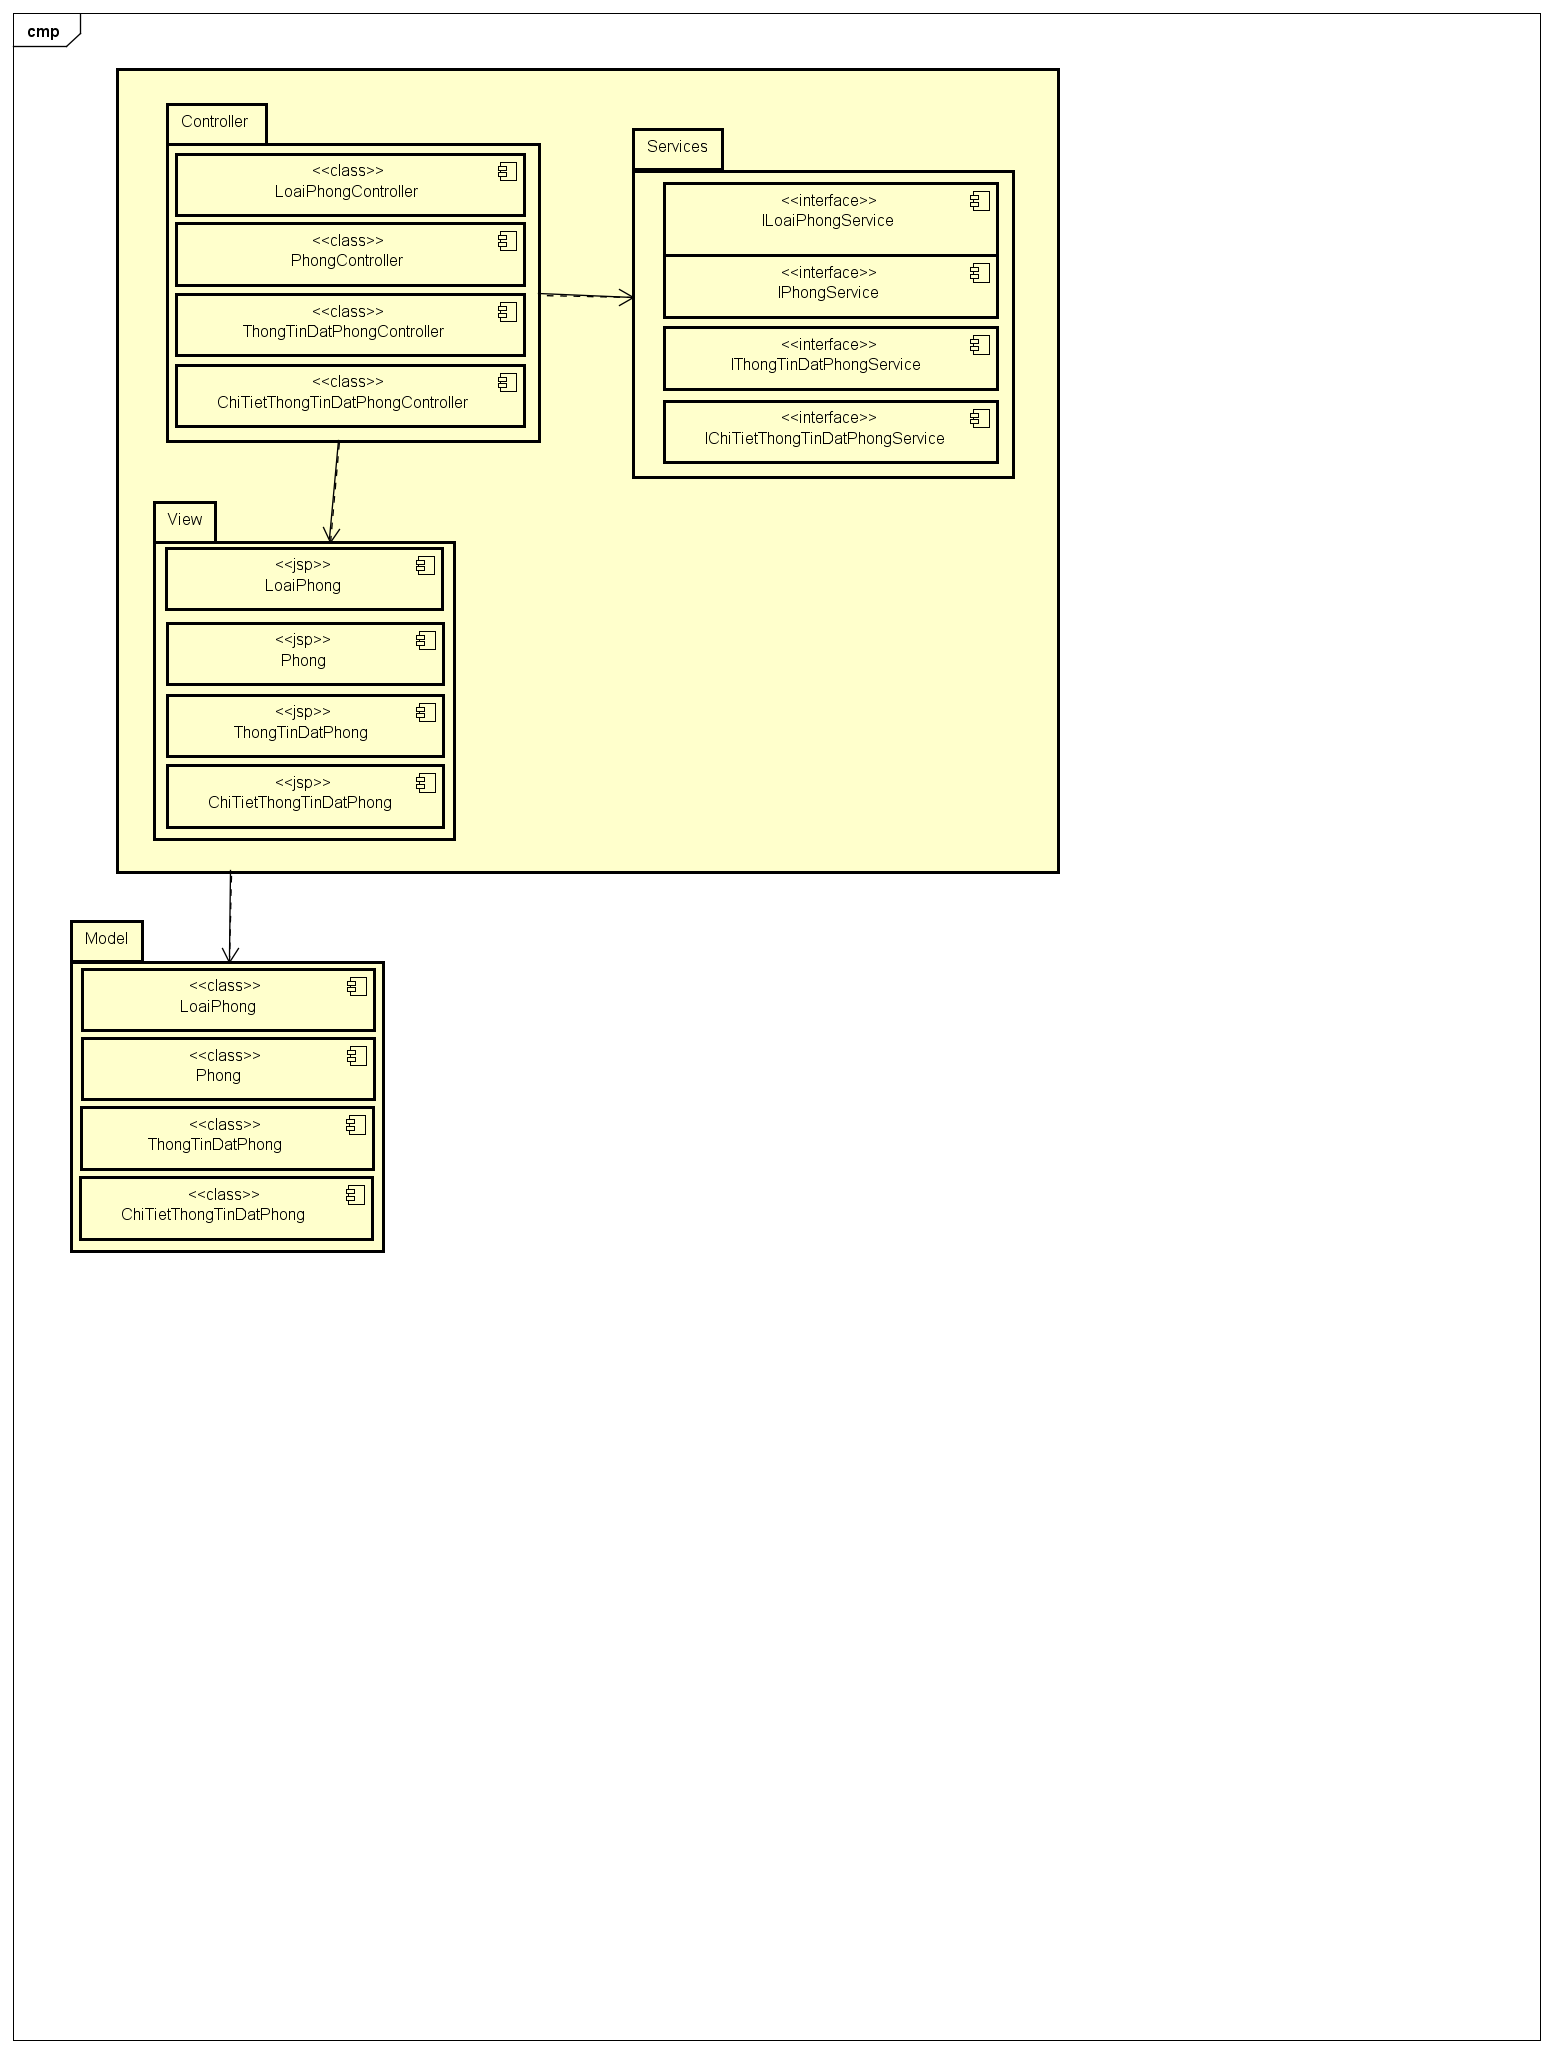 cmp
Controller
<<class>>
LoaiPhongController
<<class>>
PhongController
<<class>>
ThongTinDatPhongController
<<class>>
ChiTietThongTinDatPhongController
Services
<<interface>>
ILoaiPhongService
<<interface>>
IPhongService
<<interface>>
IThongTinDatPhongService
<<interface>>
IChiTietThongTinDatPhongService
View
<<jsp>>
LoaiPhong
<<jsp>>
Phong
<<jsp>>
ThongTinDatPhong
<<jsp>>
ChiTietThongTinDatPhong
Model
<<class>>
LoaiPhong
<<class>>
Phong
<<class>>
ThongTinDatPhong
<<class>>
ChiTietThongTinDatPhong